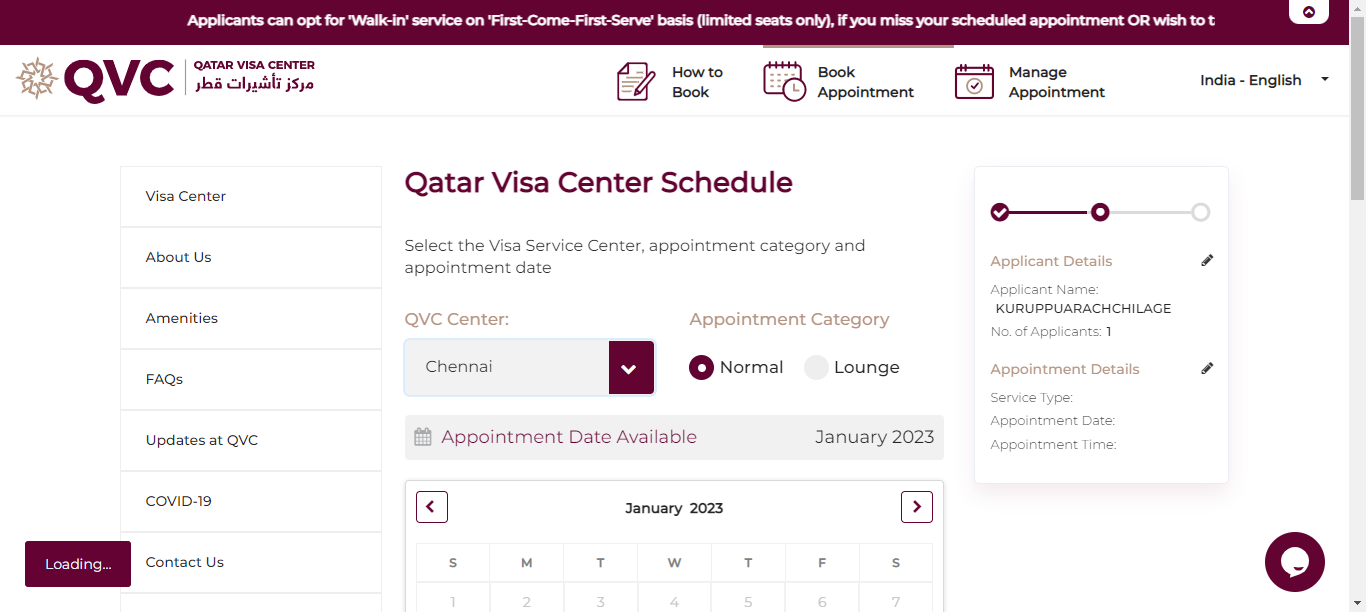 Applicants can opt for 'Walk-in' service on 'First-Come-First-Serve' basis (limited seats only), if you miss your scheduled appointment OR wish to t
QVC
QATAR VISA CENTER
مركز تأشيرات قطر
How to
Book
Book
Appointment
Manage
Appointment
India - English
Visa Center
About Us
Amenities
FAQs
Updates at QVC
COVID-19
Contact Us
Loading...
Qatar Visa Center Schedule
Select the Visa Service Center, appointment category and
appointment date
QVC Center:
Appointment Category
Chennai
Normal
Lounge
Appointment Date Available
January 2023
January 2023
S M T W T F S
1 2 3 4 5 6 7
Applicant Details
Applicant Name:
KURUPPUARACHCHILAGE
No. of Applicants: 1
Appointment Details
Service Type:
Appointment Date:
Appointment Time: